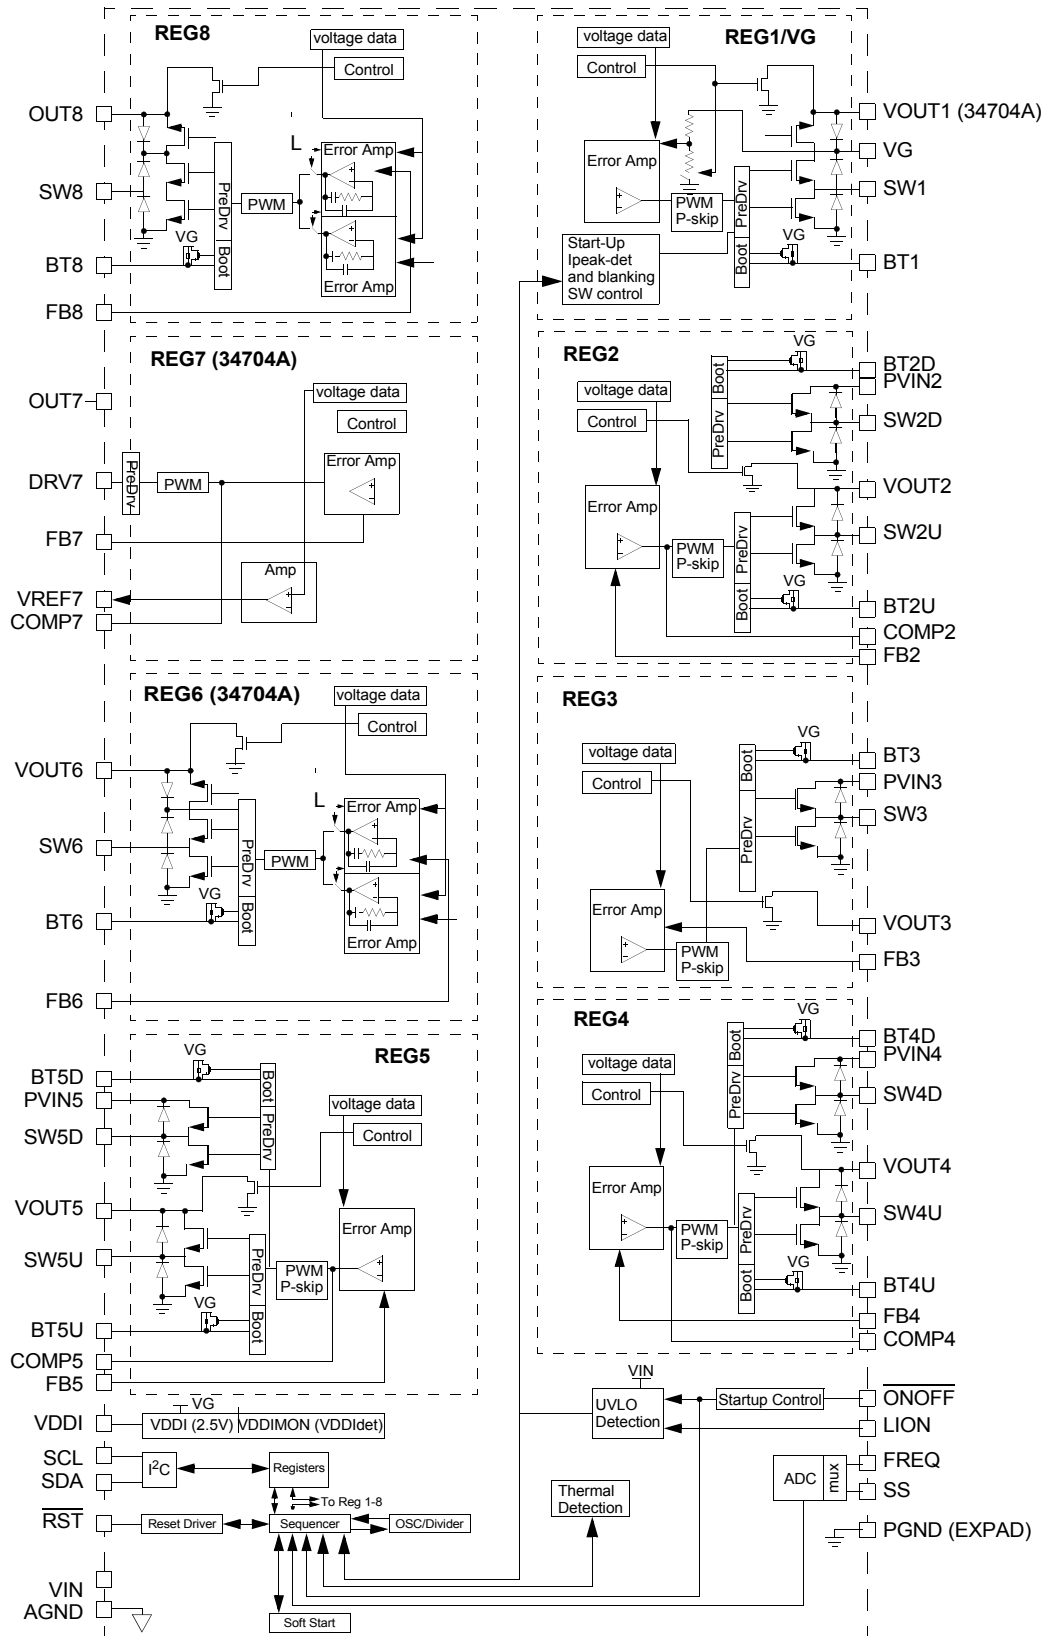 REG8
voltage data
Control
OUT8
SW8
L
Error Amp
PreDrv
PWM
VG
Boot
Error Amp
BT8
FB8
REG7 (34704A)
voltage data
Control
OUT7
Error Amp
DRV7
PreDrv
PWM
FB7
Amp
VREF7
COMP7
REG6 (34704A)
voltage data
Control
VOUT6
L
Error Amp
SW6
PreDrv
PWM
VG
Boot
Error Amp
BT6
FB6
REG5
VG
BT5D
Boot
PVIN5
PreDrv
voltage data
SW5D
Control
VOUT5
Error Amp
SW5U
PreDrv
PWM
P-skip
VG
Boot
BT5U
COMP5
FB5
VG
VDDI
VDDI (2.5V)
VDDIMON (VDDIdet)
SCL
SDA
I2C
Registers
To Reg 1-8
RST
Reset Driver
Sequencer
OSC/Divider
VIN
AGND
Soft Start
REG1/VG
voltage data
Control
VOUT1 (34704A)
VG
Error Amp
SW1
PWM
P-skip
PreDrv
Start-Up
Ipeak-det
and blanking
SW control
Boot
VG
BT1
REG2
VG
Boot
BT2D
PVIN2
voltage data
Control
PreDrv
SW2D
VOUT2
Error Amp
PWM
P-skip
PreDrv
SW2U
VG
Boot
BT2U
COMP2
FB2
REG3
VG
voltage data
Boot
BT3
Control
PVIN3
PreDrv
SW3
Error Amp
VOUT3
PWM
P-skip
FB3
REG4
VG
Boot
BT4D
voltage data
PVIN4
Control
PreDrv
SW4D
VOUT4
Error Amp
PWM
P-skip
PreDrv
SW4U
VG
Boot
BT4U
FB4
COMP4
VIN
UVLO
Detection
Startup Control
ONOFF
LION
FREQ
ADC
mux
SS
Thermal
Detection
PGND (EXPAD)